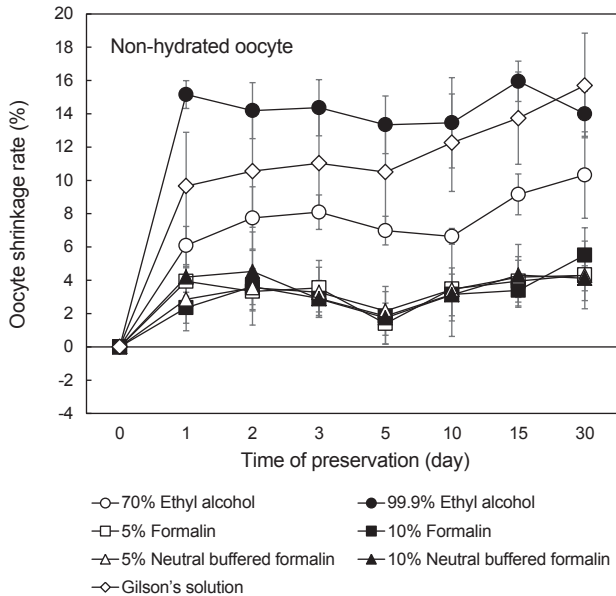 20
18
Non-hydrated oocyte
16
14
12
10
8
6
4
2
0
-2
-4
Oocyte shrinkage rate (%)
0 1 2 3 5 10 15 30
Time of preservation (day)
70% Ethyl alcohol 99.9% Ethyl alcohol
5% Formalin 10% Formalin
5% Neutral buffered formalin 10% Neutral buffered formalin
Gilson's solution